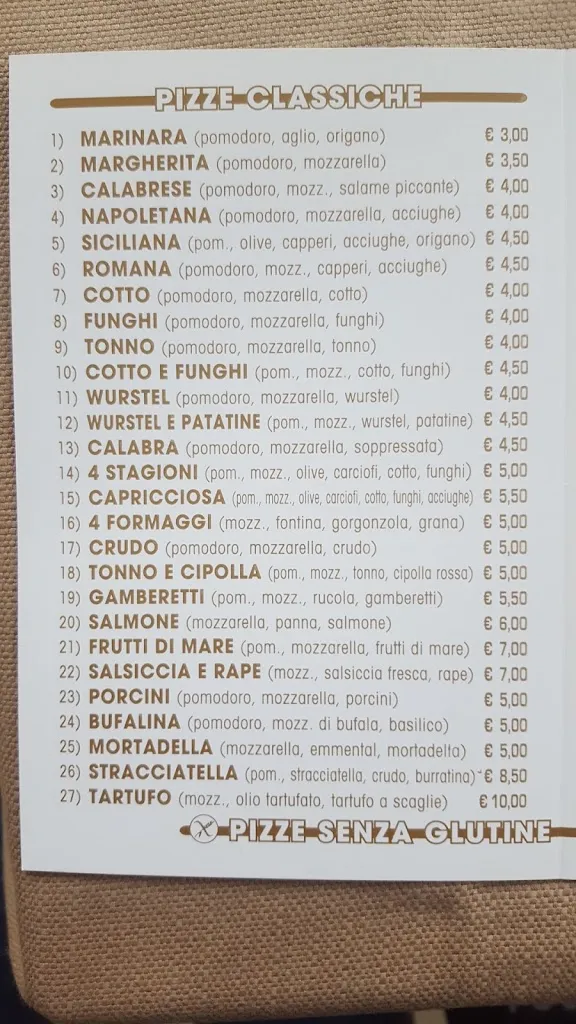 PIZZE CLASSICHE
1) MARINARA (pomodoro, aglio, origano) € 3,00
2) MARGHERITA (pomodoro, mozzarella) € 3,50
3) CALABRESE (pomodoro, mozz., salame piccante) € 4,00
4) NAPOLETANA (pomodoro, mozzarella, acciughe) € 4,00
5) SICILIANA (pom., olive, capperi, acciughe, origano) € 4,50
6) ROMANA (pomodoro, mozz., capperi, acciughe) € 4,50
7) COTTO (pomodoro, mozzarella, cotto) € 4,00
8) FUNGHI (pomodoro, mozzarella, funghi) € 4,00
9) TONNO (pomodoro, mozzarella, tonno) € 4,00
10) COTTO E FUNGHI (pom., mozz., cotto, funghi) € 4,50
11) WURSTEL (pomodoro, mozzarella, wurstel) € 4,00
12) WURSTEL E PATATINE (pom., mozz., wurstel, patatine) € 4,50
13) CALABRA (pomodoro, mozzarella, soppressata) € 4,50
14) 4 STAGIONI (pom., mozz., olive, carciofi, cotto, funghi) € 5,00
15) CAPRICCIOSA (pom., mozz., olive, carciofi, cotto, funghi, acciughe) € 5,50
16) 4 FORMAGGI (mozz., fontina, gorgonzola, grana) € 5,00
17) CRUDO (pomodoro, mozzarella, crudo) € 5,00
18) TONNO E CIPOLLA (pom., mozz., tonno, cipolla rossa) € 5,00
19) GAMBERETTI (pom., mozz., rucola, gamberetti) € 5,50
20) SALMONE (mozzarella, panna, salmone) € 6,00
21) FRUTTI DI MARE (pom., mozzarella, frutti di mare) € 7,00
22) SALSICCIA E RAPE (mozz., salsiccia fresca, rape) € 7,00
23) PORCINI (pomodoro, mozzarella, porcini) € 5,00
24) BUFALINA (pomodoro, mozz. di bufala, basilico) € 5,00
25) MORTADELLA (mozzarella, emmental, mortadella) € 5,00
26) STRACCIATELLA (pom., stracciatella, crudo, burratina) *€ 8,50
27) TARTUFO (mozz., olio tartufato, tartufo a scaglie) € 10,00
PIZZE SENZA GLUTINE